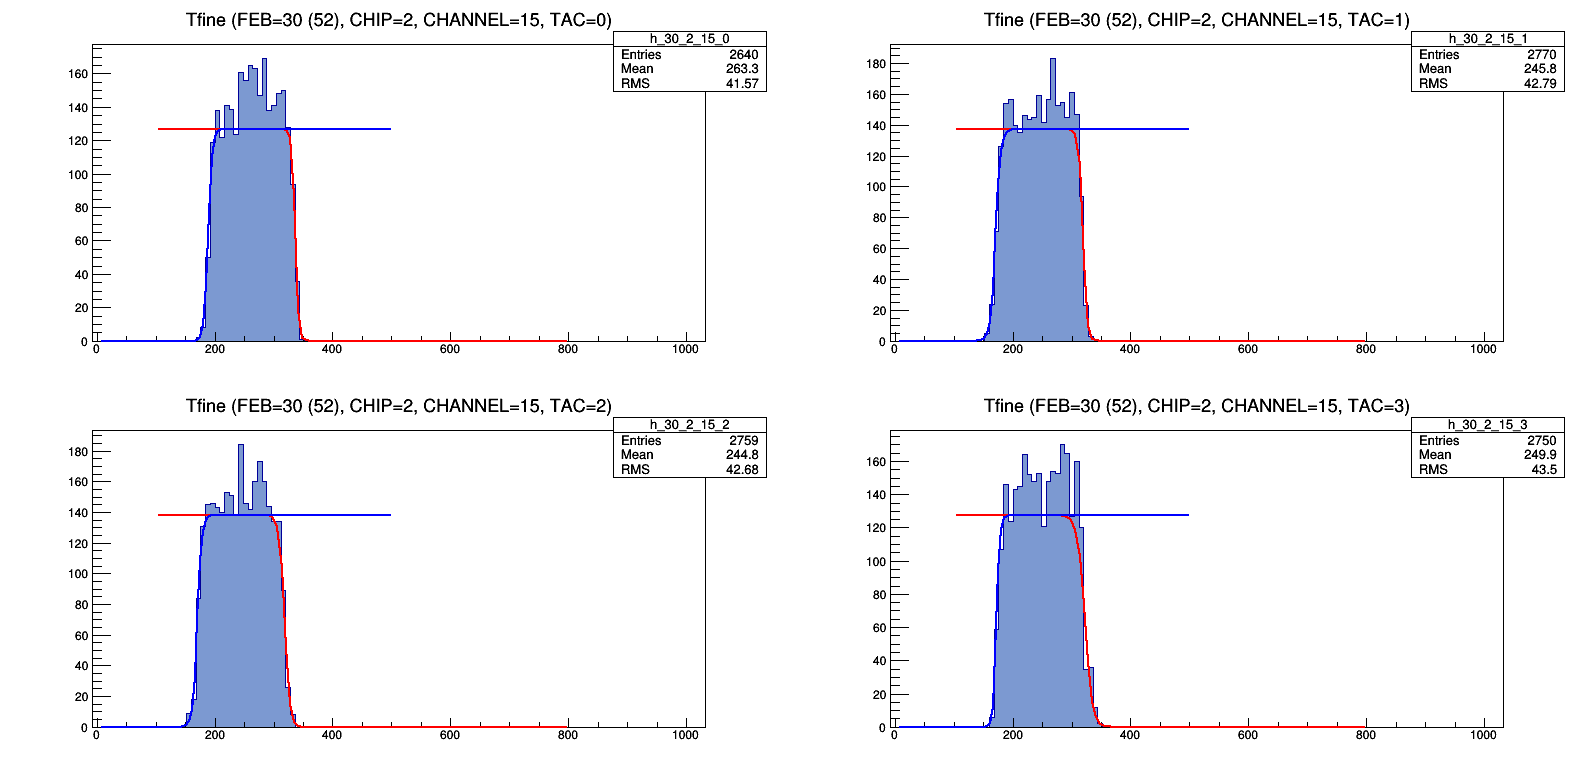 Tfine (FEB=30 (52), CHIP=2, CHANNEL=15, TAC=0)
h_30_2_15_0
Entries 2640
Mean 263.3
RMS 41.57
160
140
120
100
80
60
40
20
0
0 200 400 600 800 1000
Tfine (FEB=30 (52), CHIP=2, CHANNEL=15, TAC=1)
h_30_2_15_1
Entries 2770
Mean 245.8
RMS 42.79
180
160
140
120
100
80
60
40
20
0
0 200 400 600 800 1000
Tfine (FEB=30 (52), CHIP=2, CHANNEL=15, TAC=2)
h_30_2_15_2
Entries 2759
Mean 244.8
RMS 42.68
180
160
140
120
100
80
60
40
20
0
0 200 400 600 800 1000
Tfine (FEB=30 (52), CHIP=2, CHANNEL=15, TAC=3)
h_30_2_15_3
Entries 2750
Mean 249.9
RMS 43.5
160
140
120
100
80
60
40
20
0
0 200 400 600 800 1000